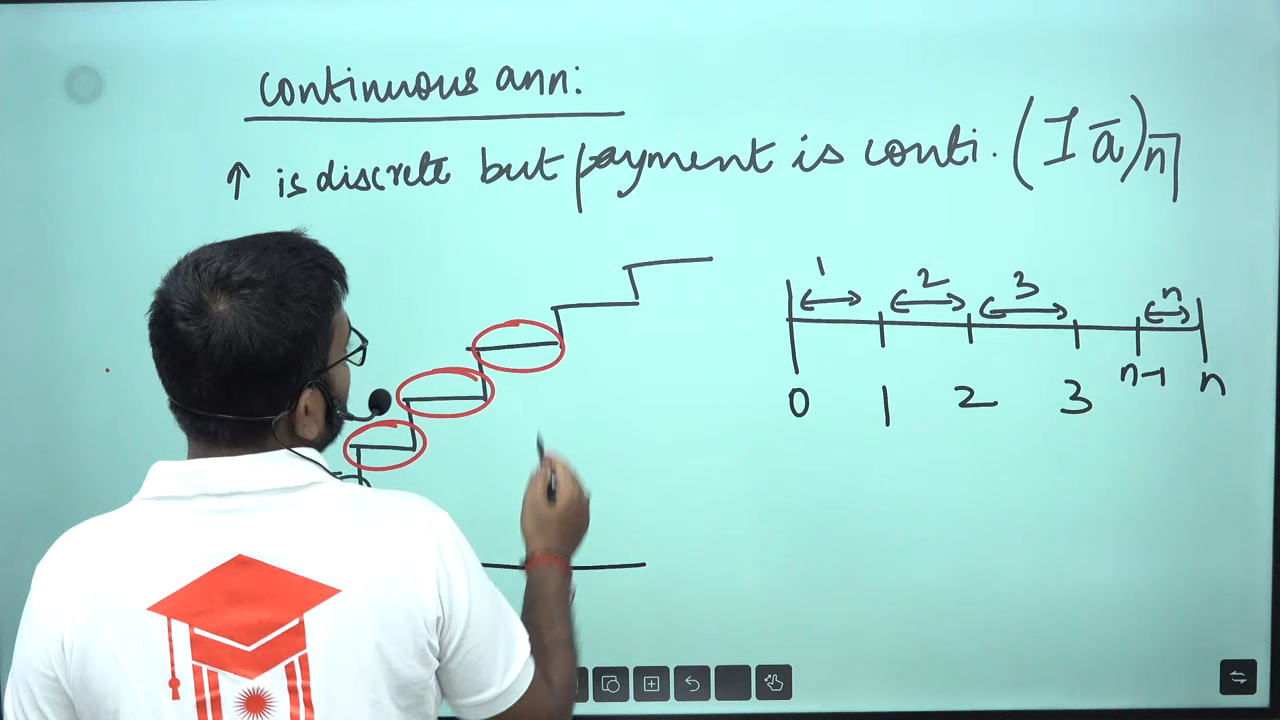 continuous ann:
↑ is discrete but payment is conti. (I ā)n̅|
1 2 3 n
0 1 2 3 n-1 n